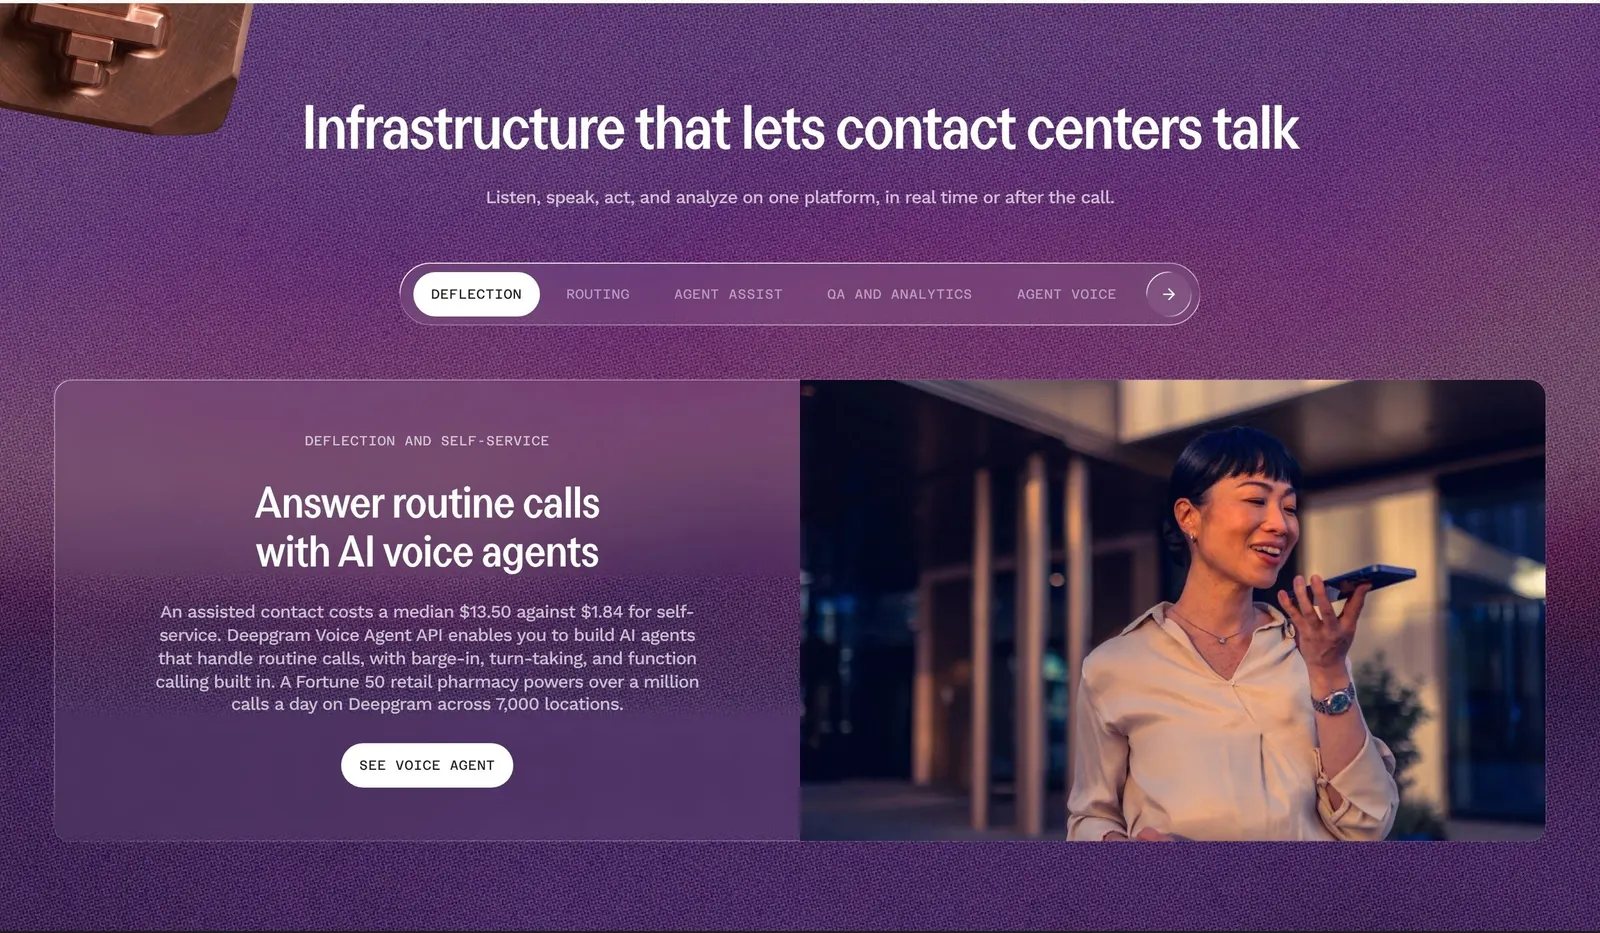 Infrastructure that lets contact centers talk
Listen, speak, act, and analyze on one platform, in real time or after the call.
DEFLECTION
ROUTING
AGENT ASSIST
QA AND ANALYTICS
AGENT VOICE
DEFLECTION AND SELF-SERVICE
Answer routine calls
with AI voice agents
An assisted contact costs a median $13.50 against $1.84 for self-
service. Deepgram Voice Agent API enables you to build AI agents
that handle routine calls, with barge-in, turn-taking, and function
calling built in. A Fortune 50 retail pharmacy powers over a million
calls a day on Deepgram across 7,000 locations.
SEE VOICE AGENT